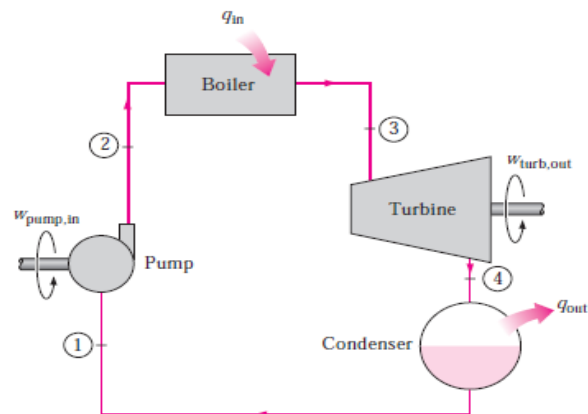 q_in
Boiler
2
3
w_turb,out
Turbine
w_pump,in
Pump
4
q_out
1
Condenser